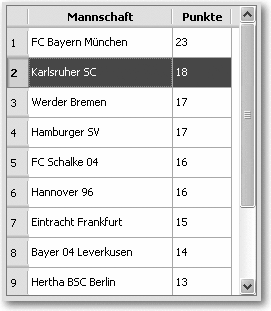 Mannschaft Punkte
1 FC Bayern München 23
2 Karlsruher SC 18
3 Werder Bremen 17
4 Hamburger SV 17
5 FC Schalke 04 16
6 Hannover 96 16
7 Eintracht Frankfurt 15
8 Bayer 04 Leverkusen 14
9 Hertha BSC Berlin 13